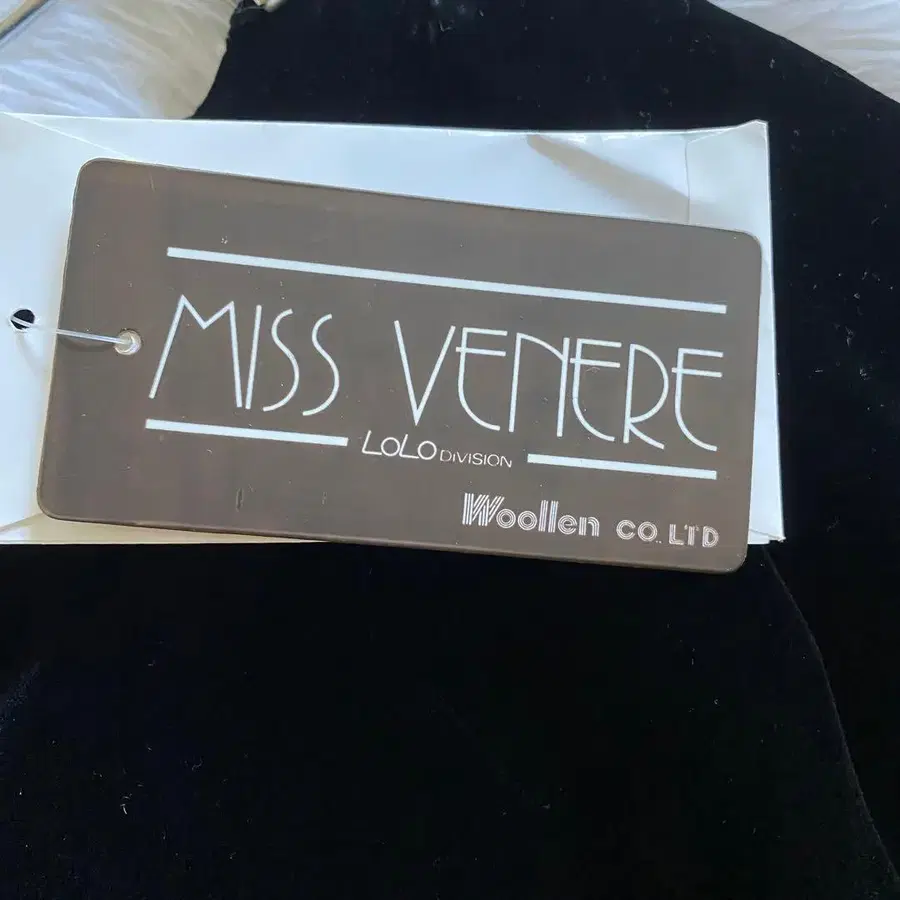 MISS VENERE
LOLO DiVISION
Woollen CO.. LTD